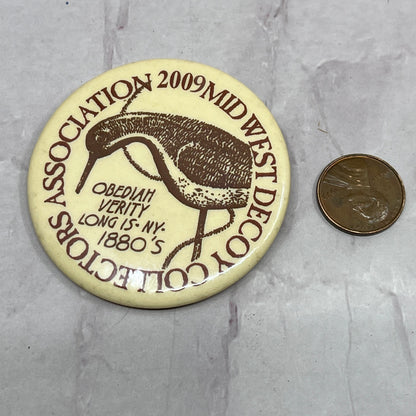 MID WEST DECOY COLLECTORS ASSOCIATION 2009
OBEDIAH
VERITY
LONG IS. NY.
1880'S